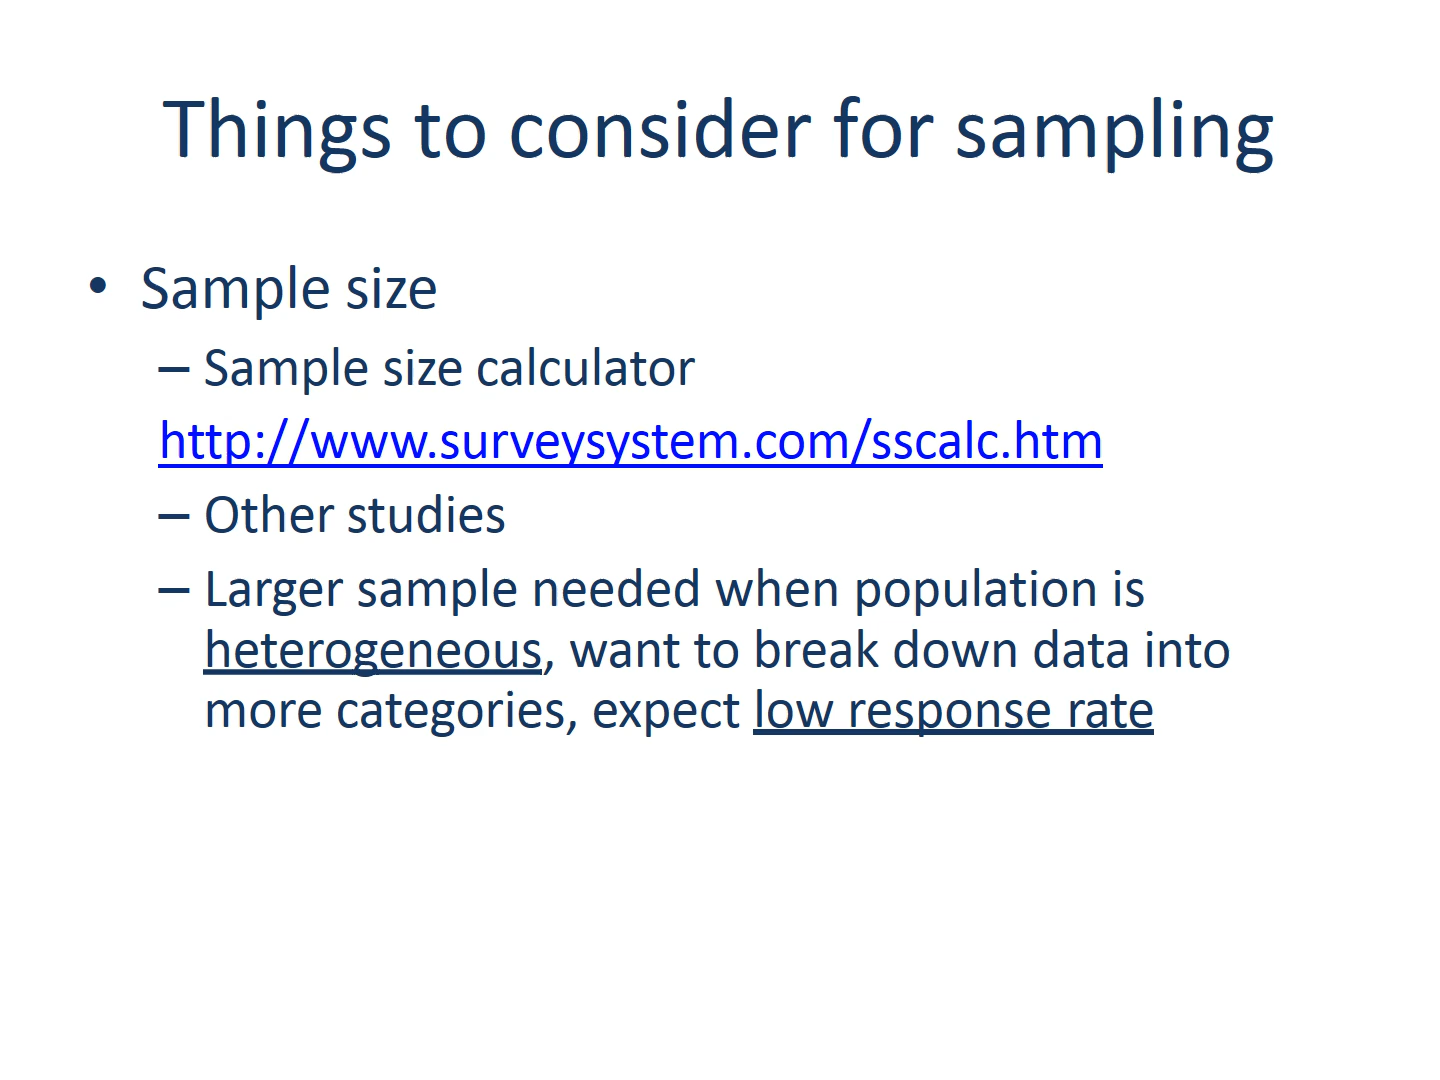 Things to consider for sampling
• Sample size
– Sample size calculator
http://www.surveysystem.com/sscalc.htm
– Other studies
– Larger sample needed when population is
heterogeneous, want to break down data into
more categories, expect low response rate